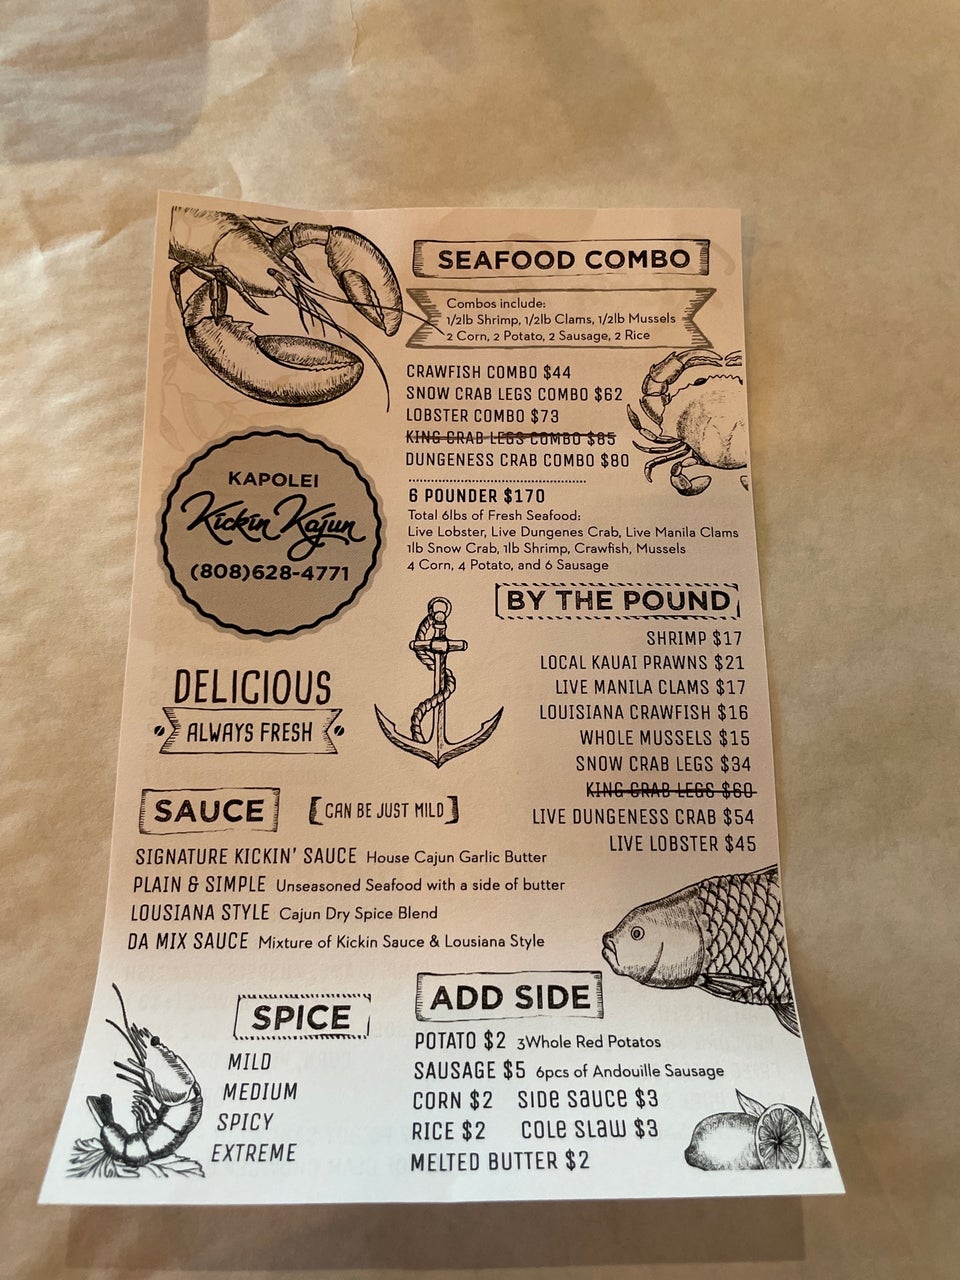 SEAFOOD COMBO
Combos include:
1/2lb Shrimp, 1/2lb Clams, 1/2lb Mussels
2 Corn, 2 Potato, 2 Sausage, 2 Rice
CRAWFISH COMBO $44
SNOW CRAB LEGS COMBO $62
LOBSTER COMBO $73
KING CRAB LEGS COMBO $85
DUNGENESS CRAB COMBO $80
6 POUNDER $170
Total 6lbs of Fresh Seafood:
Live Lobster, Live Dungenes Crab, Live Manila Clams
1lb Snow Crab, 1lb Shrimp, Crawfish, Mussels
4 Corn, 4 Potato, and 6 Sausage
KAPOLEI
Kickin Kajun
(808)628-4771
BY THE POUND
SHRIMP $17
LOCAL KAUAI PRAWNS $21
LIVE MANILA CLAMS $17
LOUISIANA CRAWFISH $16
WHOLE MUSSELS $15
SNOW CRAB LEGS $34
KING CRAB LEGS $60
LIVE DUNGENESS CRAB $54
LIVE LOBSTER $45
DELICIOUS
ALWAYS FRESH
SAUCE [CAN BE JUST MILD]
SIGNATURE KICKIN' SAUCE House Cajun Garlic Butter
PLAIN & SIMPLE Unseasoned Seafood with a side of butter
LOUSIANA STYLE Cajun Dry Spice Blend
DA MIX SAUCE Mixture of Kickin Sauce & Lousiana Style
SPICE
MILD
MEDIUM
SPICY
EXTREME
ADD SIDE
POTATO $2 3Whole Red Potatos
SAUSAGE $5 6pcs of Andouille Sausage
CORN $2 SIDE SAUCE $3
RICE $2 COLE SLAW $3
MELTED BUTTER $2